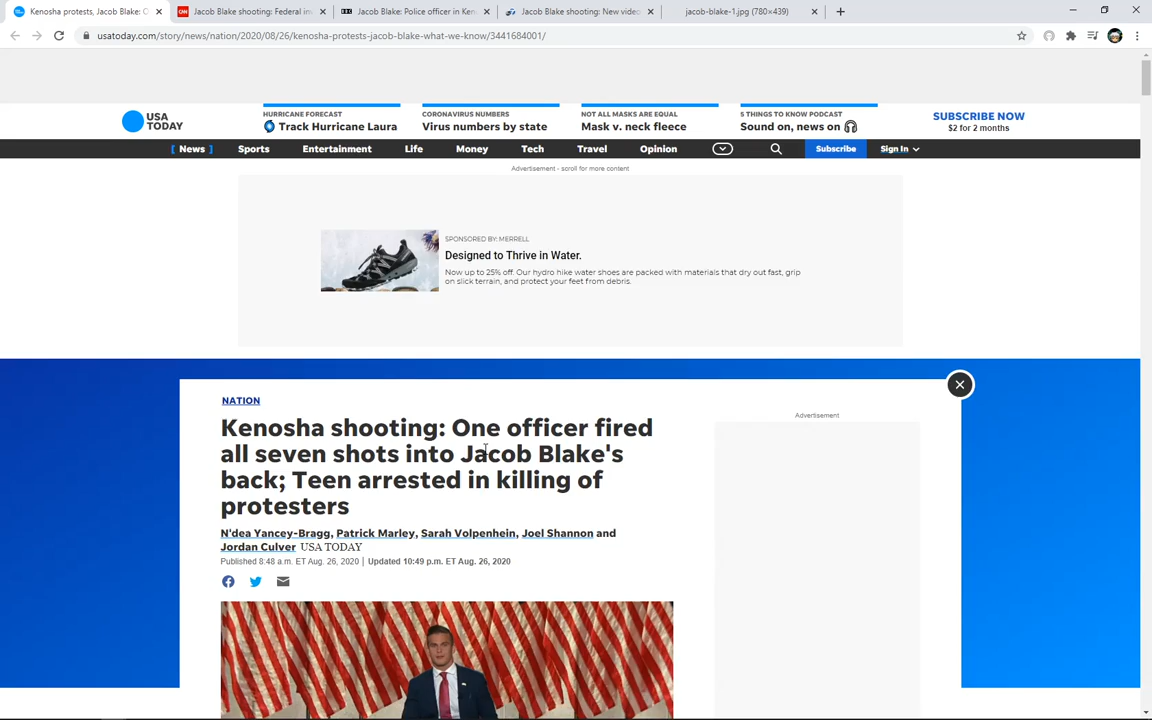 Kenosha protests, Jacob Blake: O
Jacob Blake shooting: Federal in
Jacob Blake: Police officer in Ken
Jacob Blake shooting: New video
jacob-blake-1.jpg (780×439)
usatoday.com/story/news/nation/2020/08/26/kenosha-protests-jacob-blake-what-we-know/3441684001/
USA TODAY
HURRICANE FORECAST
Track Hurricane Laura
CORONAVIRUS NUMBERS
Virus numbers by state
NOT ALL MASKS ARE EQUAL
Mask v. neck fleece
5 THINGS TO KNOW PODCAST
Sound on, news on
SUBSCRIBE NOW
$2 for 2 months
[ News ] Sports Entertainment Life Money Tech Travel Opinion Subscribe Sign In
Advertisement - scroll for more content
SPONSORED BY: MERRELL
Designed to Thrive in Water.
Now up to 25% off. Our hydro hike water shoes are packed with materials that dry out fast, grip
on slick terrain, and protect your feet from debris.
NATION
Kenosha shooting: One officer fired
all seven shots into Jacob Blake's
back; Teen arrested in killing of
protesters
N'dea Yancey-Bragg, Patrick Marley, Sarah Volpenhein, Joel Shannon and
Jordan Culver USA TODAY
Published 8:48 a.m. ET Aug. 26, 2020 | Updated 10:49 p.m. ET Aug. 26, 2020
Advertisement